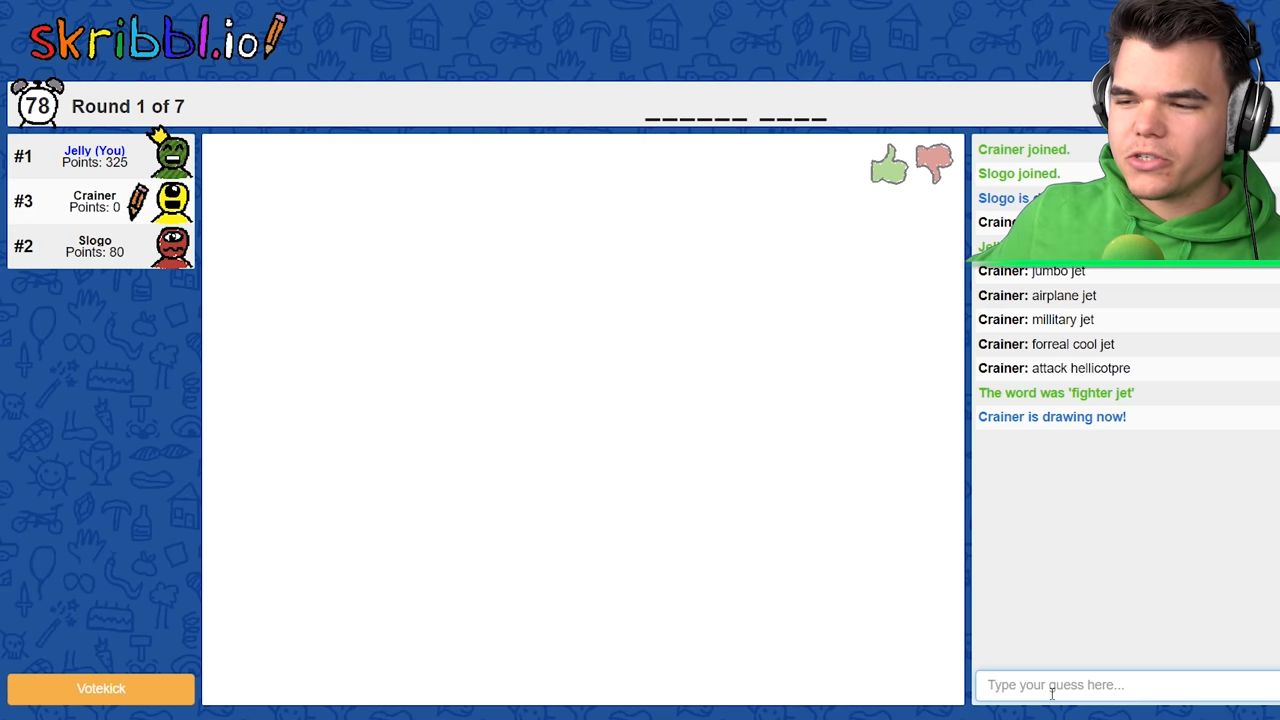 skribbl.io
78
Round 1 of 7
______ ____
#1
Jelly (You)
Points: 325
#3
Crainer
Points: 0
#2
Slogo
Points: 80
Crainer joined.
Slogo joined.
Slogo is
Crainer: jumbo jet
Crainer: airplane jet
Crainer: millitary jet
Crainer: forreal cool jet
Crainer: attack hellicotpre
The word was 'fighter jet'
Crainer is drawing now!
Votekick
Type your guess here...